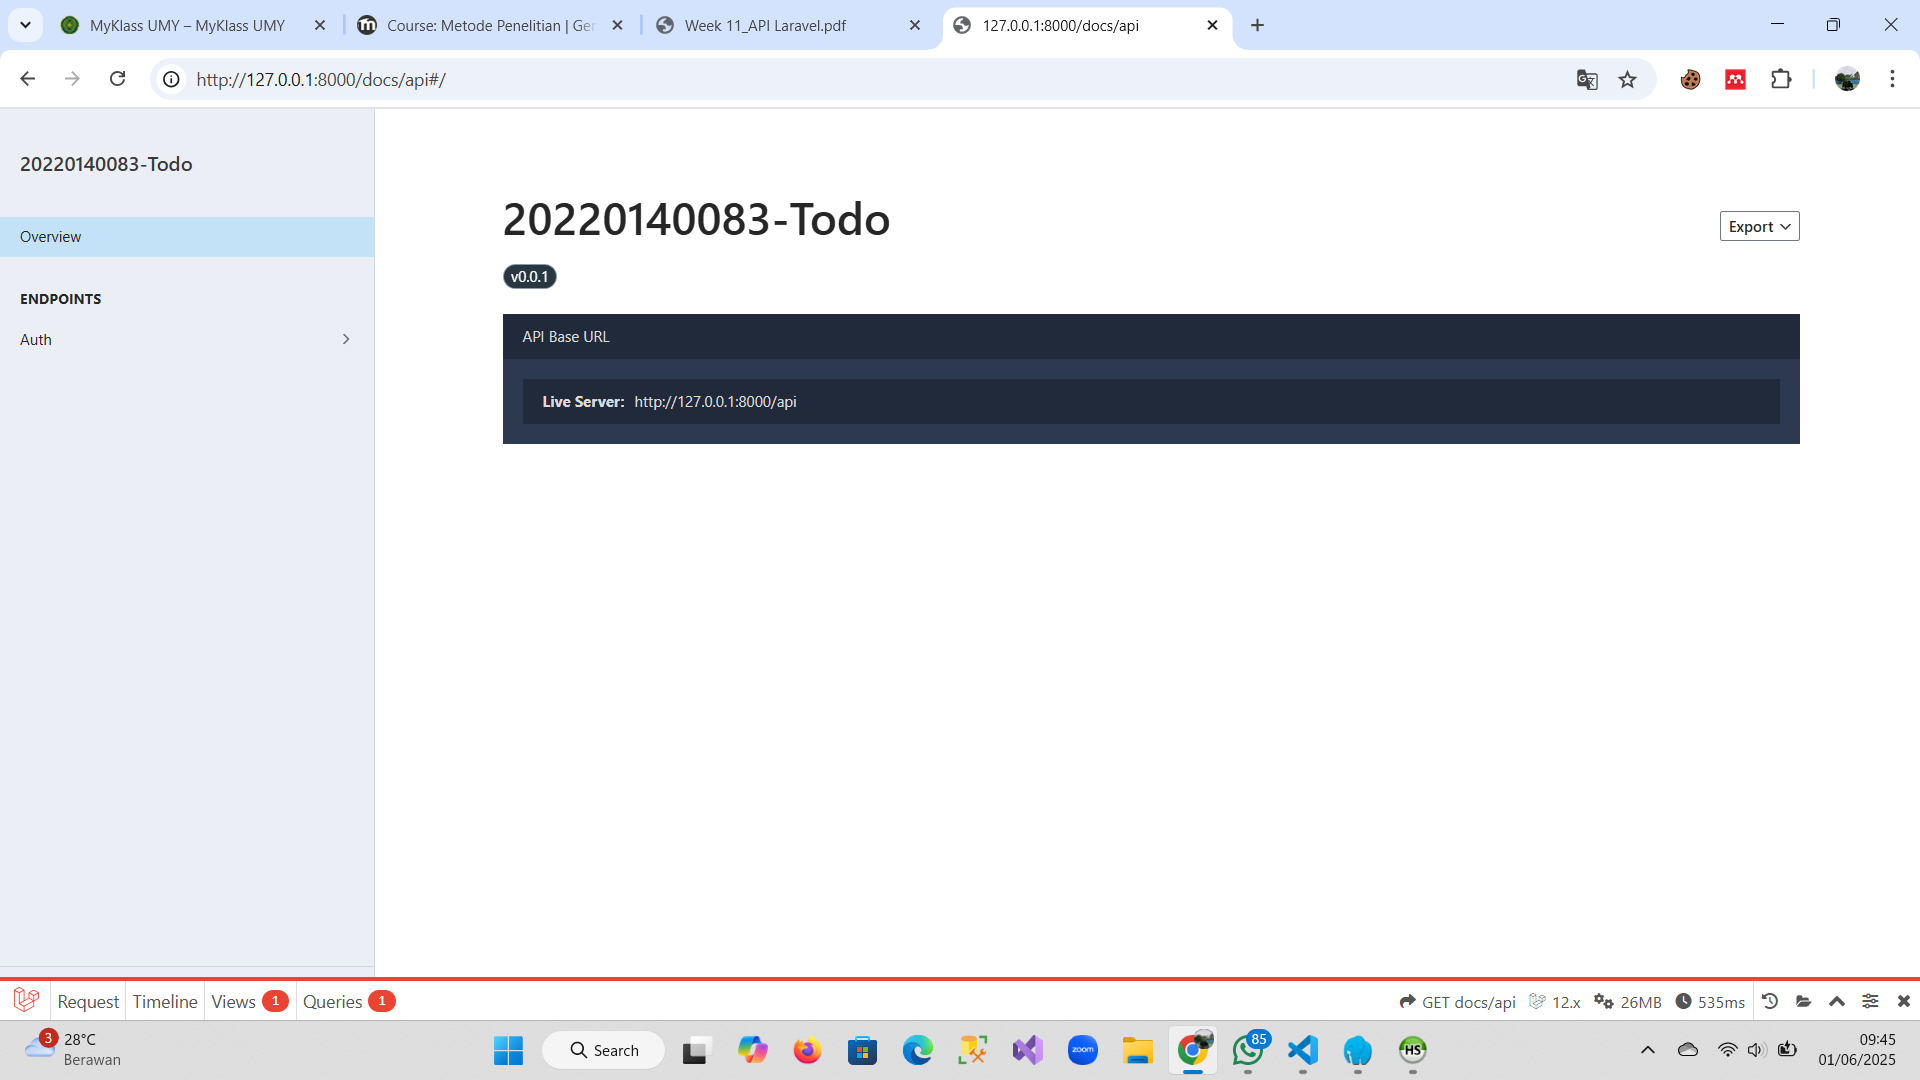 MyKlass UMY – MyKlass UMY
Course: Metode Penelitian | Ger
Week 11_API Laravel.pdf
127.0.0.1:8000/docs/api
http://127.0.0.1:8000/docs/api#/
20220140083-Todo
Overview
ENDPOINTS
Auth
20220140083-Todo
Export
v0.0.1
API Base URL
Live Server: http://127.0.0.1:8000/api
Request
Timeline
Views 1
Queries 1
GET docs/api
12.x
26MB
535ms
3
28°C
Berawan
Search
zoom
85
HS
09:45
01/06/2025